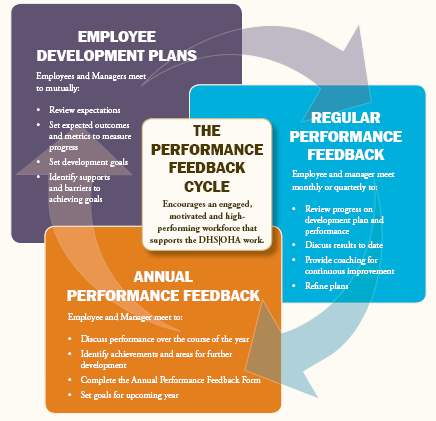 EMPLOYEE
DEVELOPMENT PLANS
Employees and Managers meet
to mutually:
• Review expectations
• Set expected outcomes
and metrics to measure
progress
• Set development goals
• Identify supports
and barriers to
achieving goals
THE
PERFORMANCE
FEEDBACK
CYCLE
Encourages an engaged,
motivated and high-
performing workforce that
supports the DHS|OHA work.
REGULAR
PERFORMANCE
FEEDBACK
Employee and manager meet
monthly or quarterly to:
• Review progress on
development plan and
performance
• Discuss results to date
• Provide coaching for
continuous improvement
• Refine plans
ANNUAL
PERFORMANCE FEEDBACK
Employee and Manager meet to:
• Discuss performance over the course of the year
• Identify achievements and areas for further
development
• Complete the Annual Performance Feedback Form
• Set goals for upcoming year